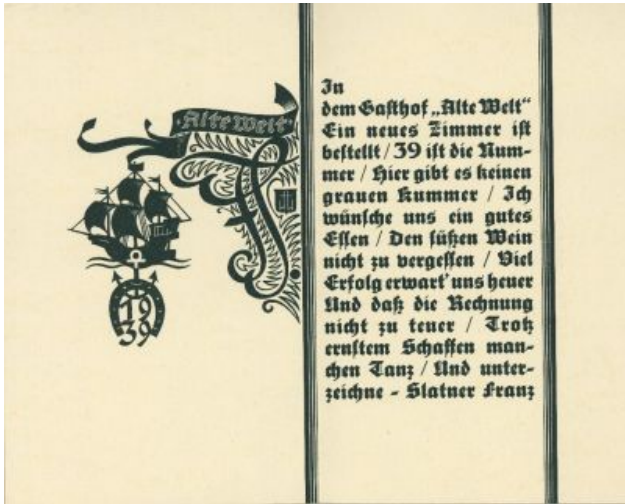 Alte Welt
19
39
In
dem Gasthof „Alte Welt“
Ein neues Zimmer ist
bestellt / 39 ist die Num-
mer / Hier gibt es keinen
grauen Kummer / Ich
wünsche uns ein gutes
Essen / Den süßen Wein
nicht zu vergessen / Viel
Erfolg erwart' uns heuer
Und daß die Rechnung
nicht zu teuer / Trotz
ernstem Schaffen man-
chen Tanz / Und unter-
zeichne - Slatner Franz